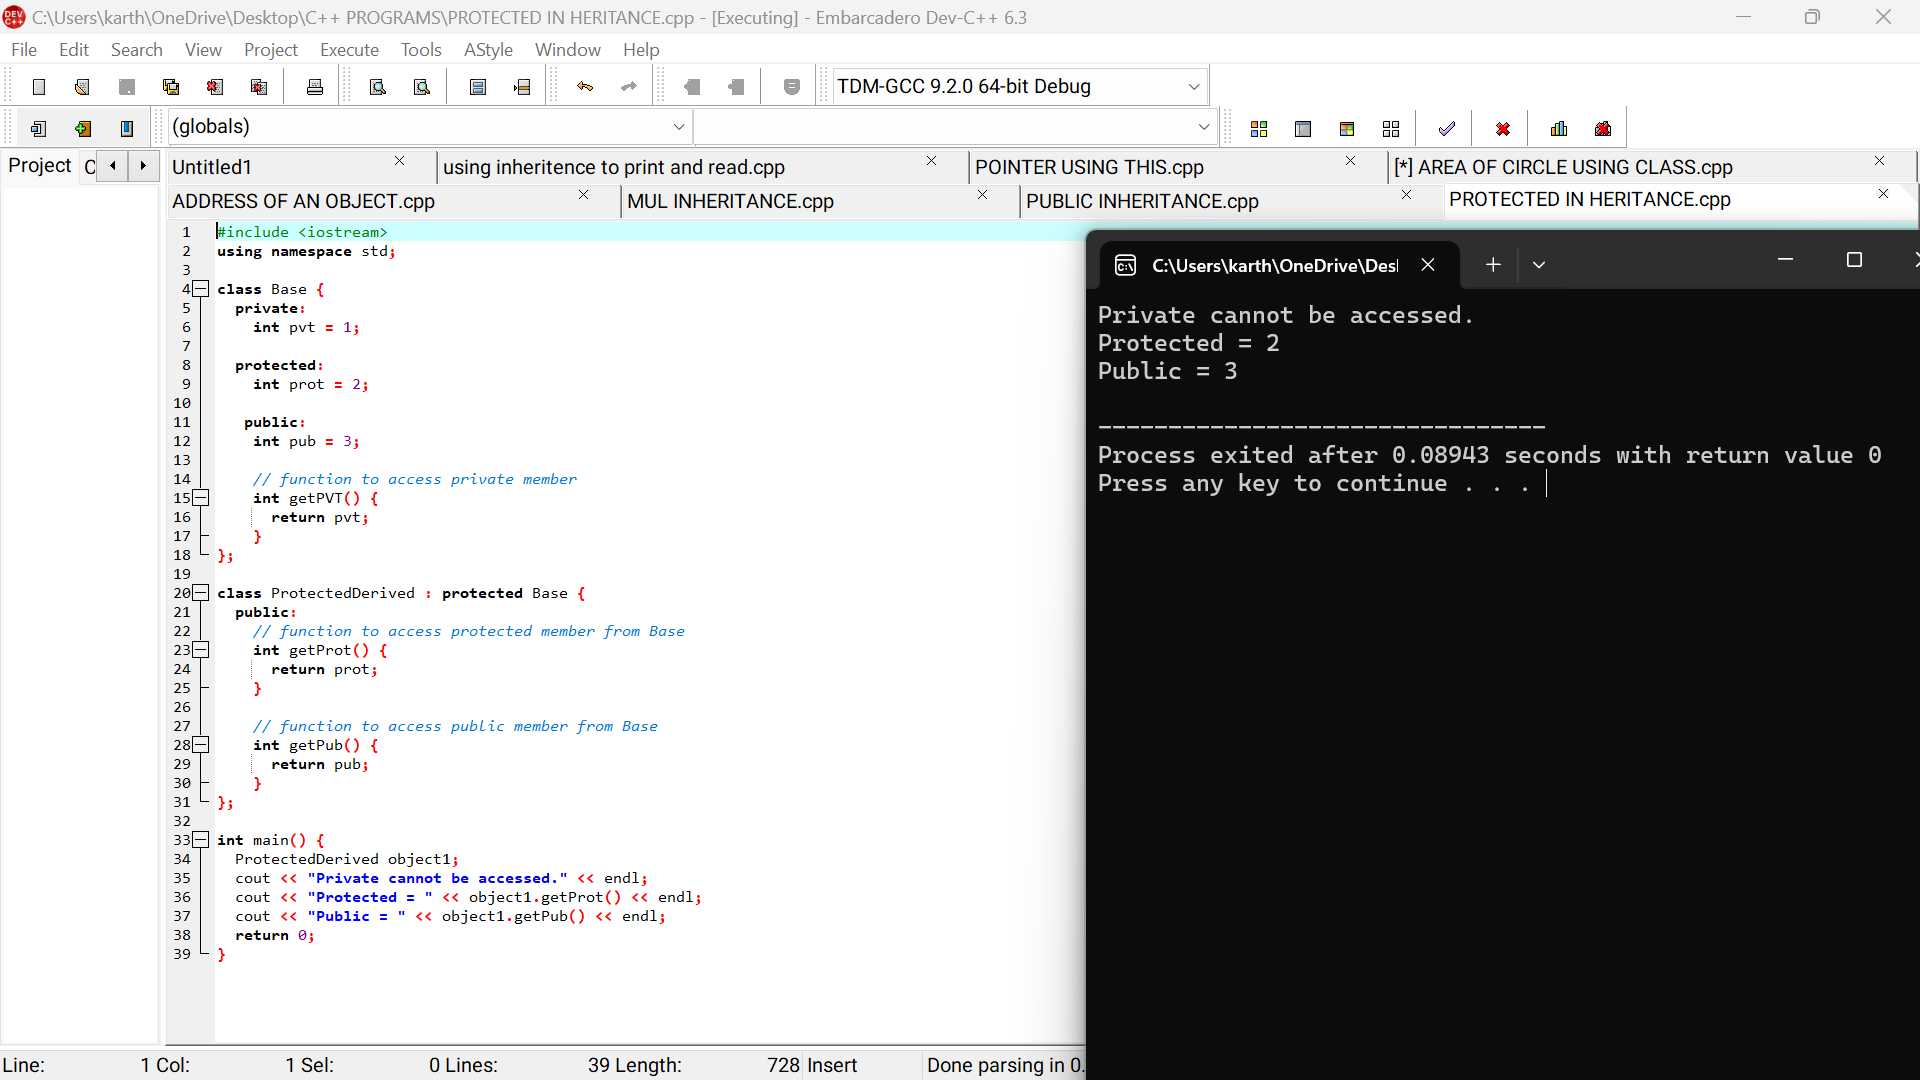 C:\Users\karth\OneDrive\Desktop\C++ PROGRAMS\PROTECTED IN HERITANCE.cpp - [Executing] - Embarcadero Dev-C++ 6.3
File Edit Search View Project Execute Tools AStyle Window Help
TDM-GCC 9.2.0 64-bit Debug
(globals)
Project C
Untitled1
using inheritence to print and read.cpp
POINTER USING THIS.cpp
[*] AREA OF CIRCLE USING CLASS.cpp
ADDRESS OF AN OBJECT.cpp
MUL INHERITANCE.cpp
PUBLIC INHERITANCE.cpp
PROTECTED IN HERITANCE.cpp
1 #include <iostream>
2 using namespace std;
3
4 class Base {
5 private:
6 int pvt = 1;
7
8 protected:
9 int prot = 2;
10
11 public:
12 int pub = 3;
13
14 // function to access private member
15 int getPVT() {
16 return pvt;
17 }
18 };
19
20 class ProtectedDerived : protected Base {
21 public:
22 // function to access protected member from Base
23 int getProt() {
24 return prot;
25 }
26
27 // function to access public member from Base
28 int getPub() {
29 return pub;
30 }
31 };
32
33 int main() {
34 ProtectedDerived object1;
35 cout << "Private cannot be accessed." << endl;
36 cout << "Protected = " << object1.getProt() << endl;
37 cout << "Public = " << object1.getPub() << endl;
38 return 0;
39 }
C:\Users\karth\OneDrive\Des
Private cannot be accessed.
Protected = 2
Public = 3
--------------------------------
Process exited after 0.08943 seconds with return value 0
Press any key to continue . . .
Line: 1 Col: 1 Sel: 0 Lines: 39 Length: 728 Insert Done parsing in 0.